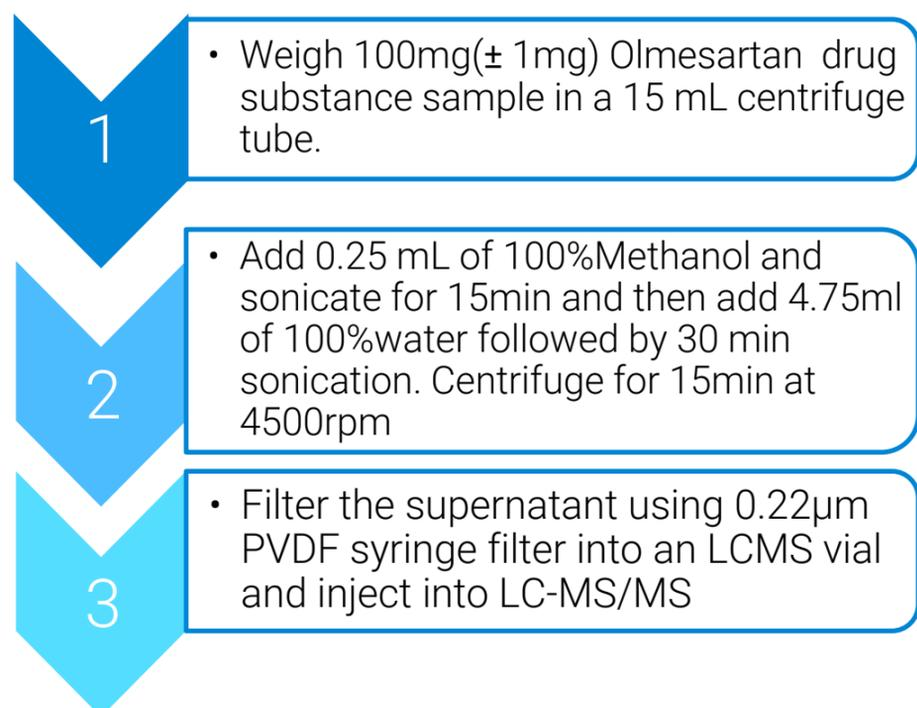 1
• Weigh 100mg(± 1mg) Olmesartan  drug
substance sample in a 15 mL centrifuge
tube.
2
• Add 0.25 mL of 100%Methanol and
sonicate for 15min and then add 4.75ml
of 100%water followed by 30 min
sonication. Centrifuge for 15min at
4500rpm
3
• Filter the supernatant using 0.22µm
PVDF syringe filter into an LCMS vial
and inject into LC-MS/MS